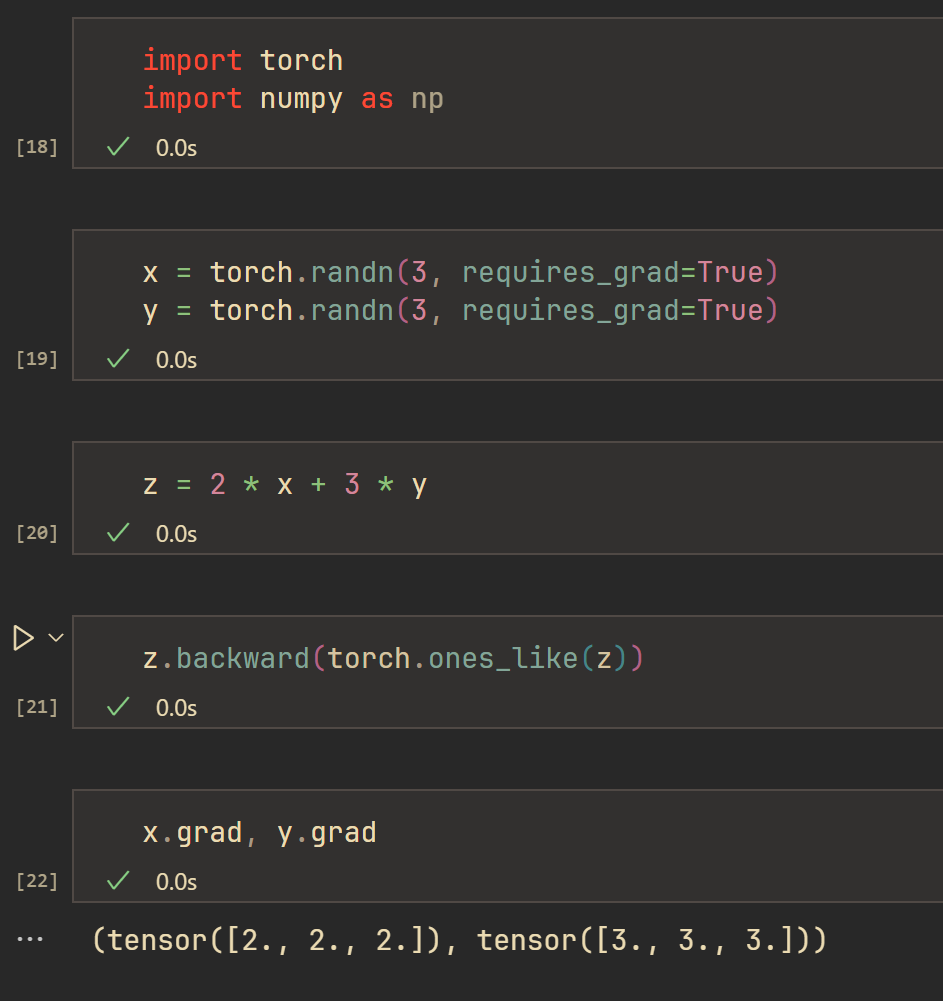 import torch
import numpy as np
[18] 0.0s
x = torch.randn(3, requires_grad=True)
y = torch.randn(3, requires_grad=True)
[19] 0.0s
z = 2 * x + 3 * y
[20] 0.0s
z.backward(torch.ones_like(z))
[21] 0.0s
x.grad, y.grad
[22] 0.0s
... (tensor([2., 2., 2.]), tensor([3., 3., 3.]))